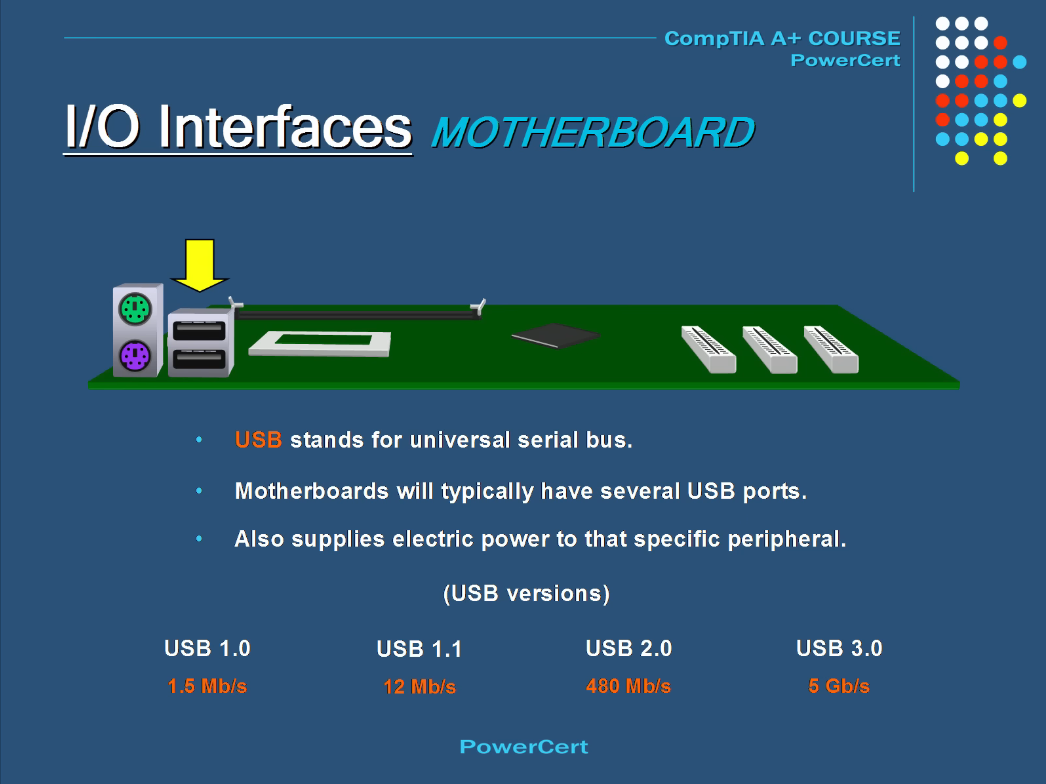 CompTIA A+ COURSE
PowerCert
I/O Interfaces MOTHERBOARD
• USB stands for universal serial bus.
• Motherboards will typically have several USB ports.
• Also supplies electric power to that specific peripheral.
(USB versions)
USB 1.0 USB 1.1 USB 2.0 USB 3.0
1.5 Mb/s 12 Mb/s 480 Mb/s 5 Gb/s
PowerCert